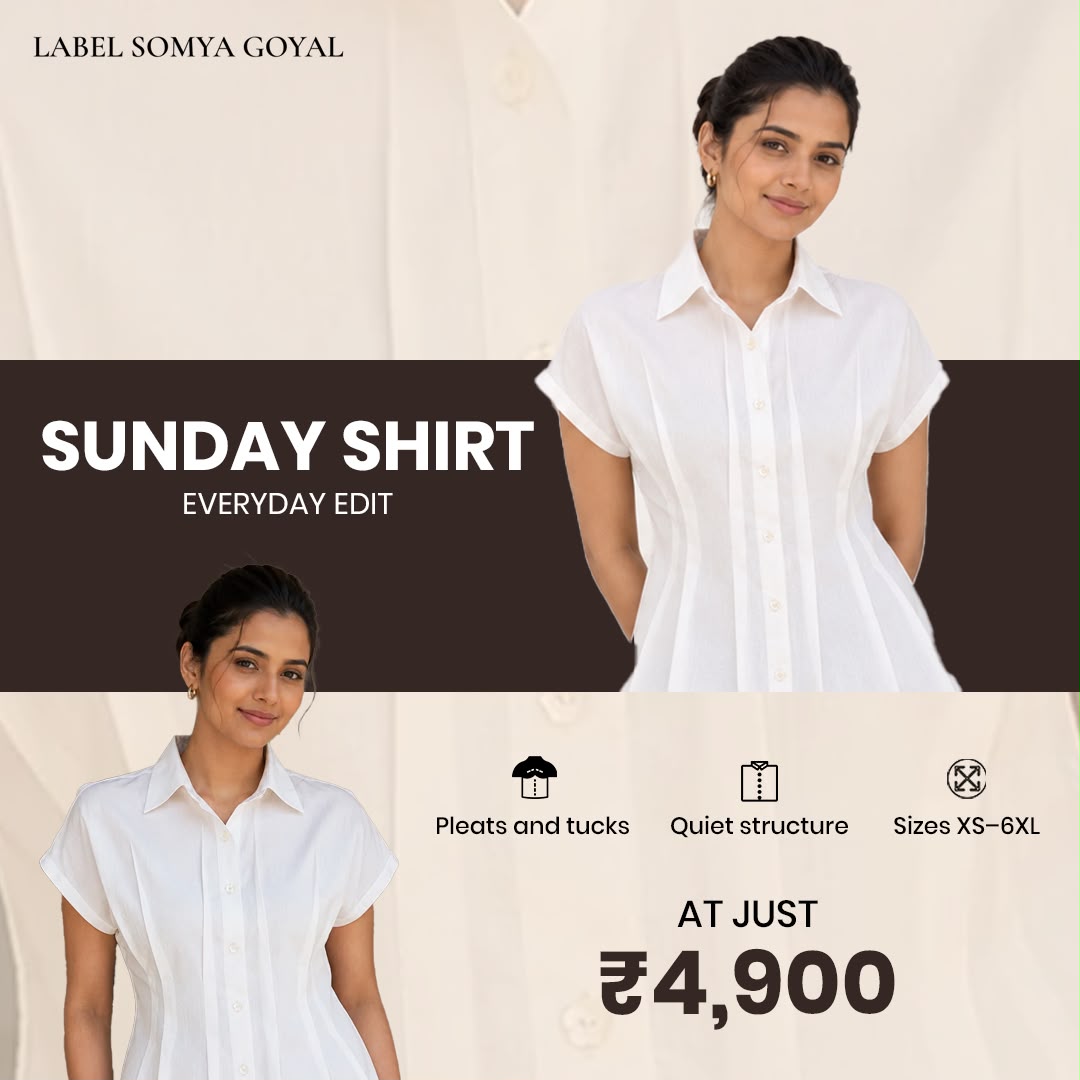 LABEL SOMYA GOYAL
SUNDAY SHIRT
EVERYDAY EDIT
Pleats and tucks
Quiet structure
Sizes XS–6XL
AT JUST
₹4,900